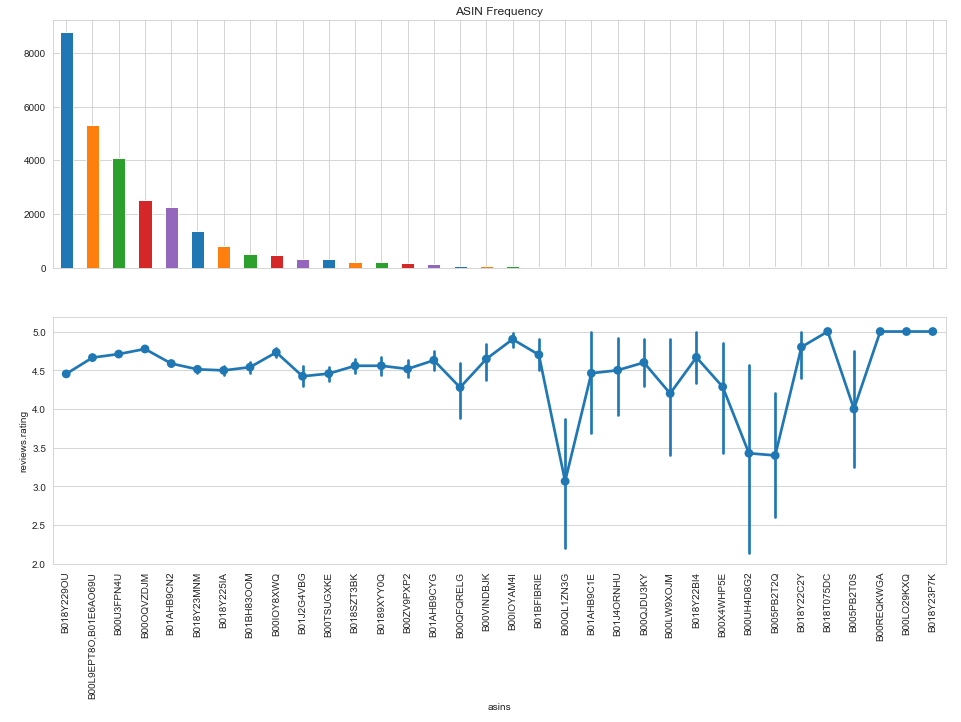 ASIN Frequency
8000
6000
4000
2000
0
5.0
4.5
4.0
3.5
3.0
2.5
2.0
reviews.rating
B018Y229OU
B00L9EPT8O,B01E6AO69U
B00U3FPN4U
B00OQVZDJM
B01AHB9CN2
B018Y23MNM
B018Y225IA
B01BH83OOM
B00IOY8XWQ
B01J2G4VBG
B00TSUGXKE
B018SZT3BK
B0189XYY0Q
B00ZV9PXP2
B01AHB9CYG
B00QFQRELG
B00VINDBJK
B00IOYAM4I
B01BFIBRIE
B00QL1ZN3G
B01AHB9C1E
B01J4ORNHU
B00QJDU3KY
B00LW9XOJM
B018Y22BI4
B00X4WHP5E
B00UH4D8G2
B005PB2T2Q
B018Y22C2Y
B018T075DC
B005PB2T0S
B00REQKWGA
B00LO29KXQ
B018Y23P7K
asins